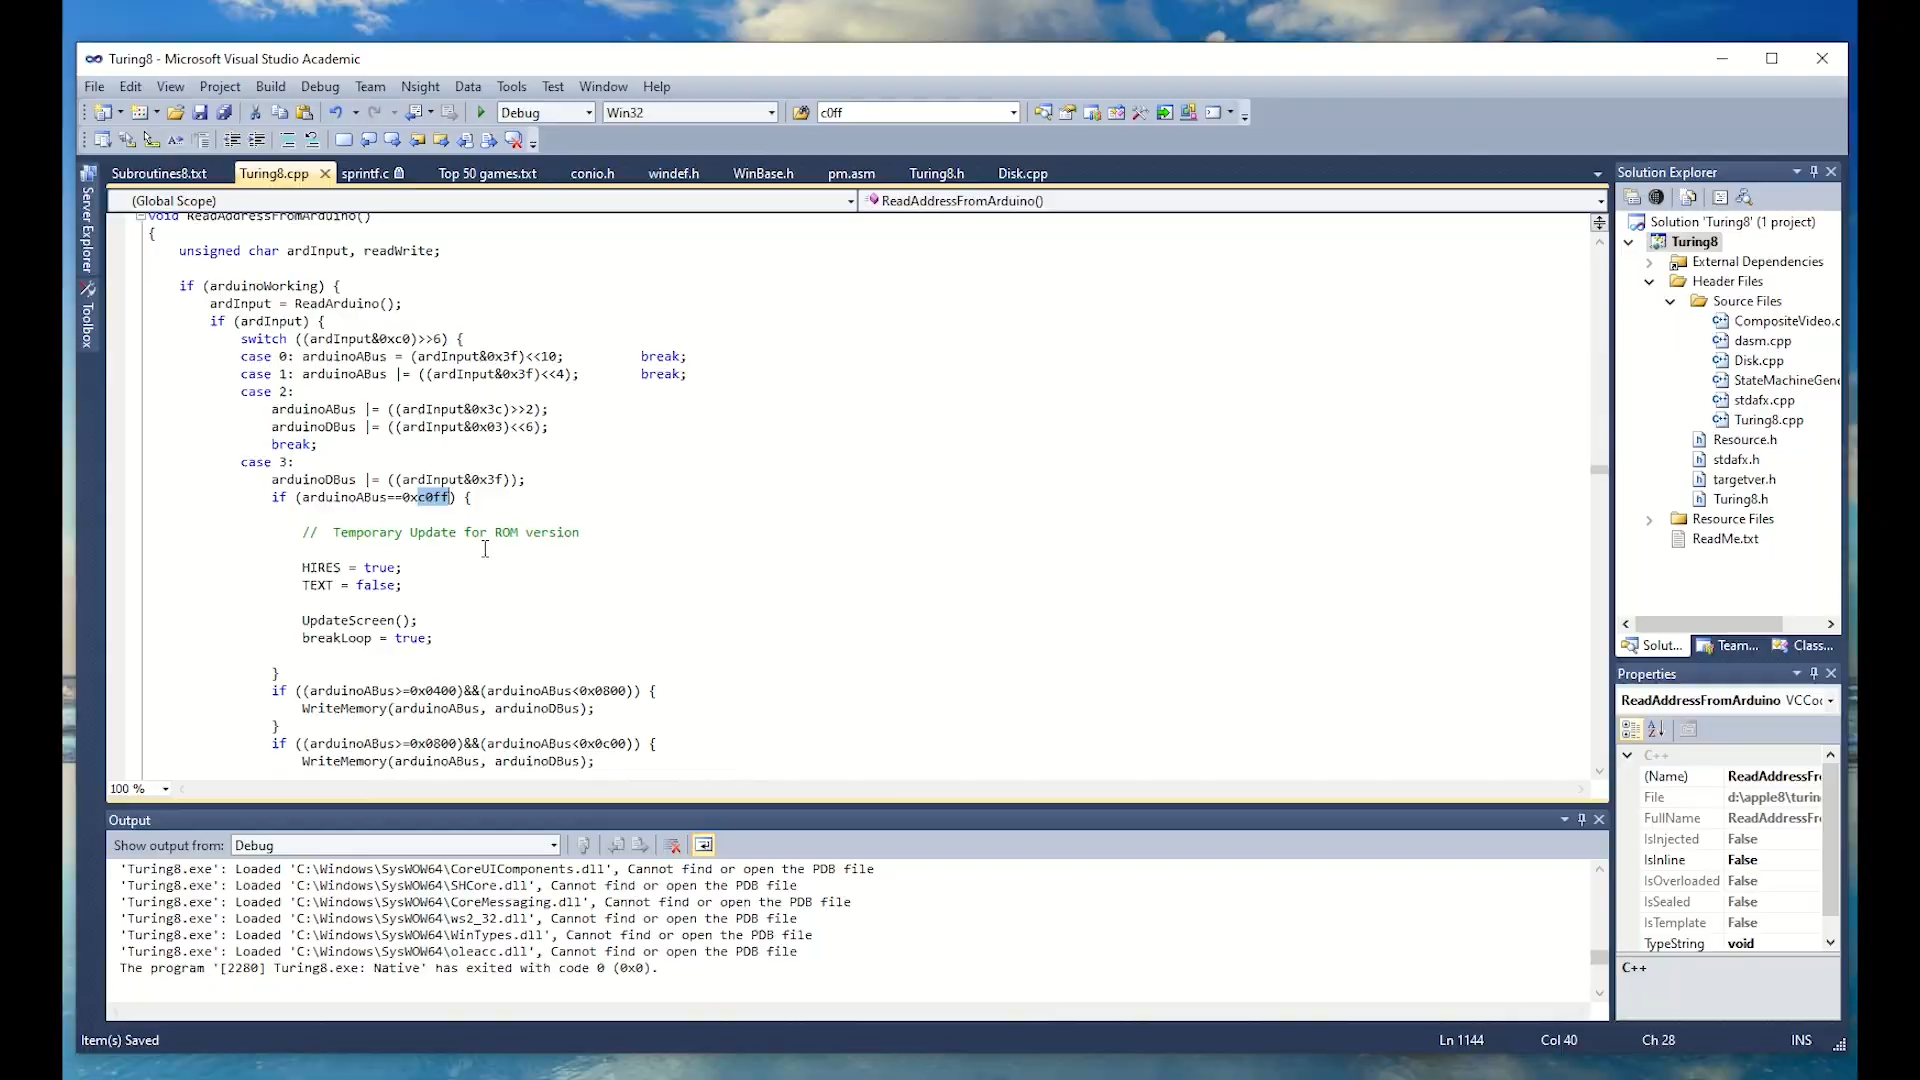 Turing8 - Microsoft Visual Studio Academic
File Edit View Project Build Debug Team Nsight Data Tools Test Window Help
Debug Win32 c0ff
Subroutines8.txt Turing8.cpp sprintf.c Top 50 games.txt conio.h windef.h WinBase.h pm.asm Turing8.h Disk.cpp
(Global Scope) ReadAddressFromArduino()
Server Explorer
Toolbox
void ReadAddressFromArduino()
{
unsigned char ardInput, readWrite;
if (arduinoWorking) {
ardInput = ReadArduino();
if (ardInput) {
switch ((ardInput&0xc0)>>6) {
case 0: arduinoABus = (ardInput&0x3f)<<10; break;
case 1: arduinoABus |= ((ardInput&0x3f)<<4); break;
case 2:
arduinoABus |= ((ardInput&0x3c)>>2);
arduinoDBus |= ((ardInput&0x03)<<6);
break;
case 3:
arduinoDBus |= ((ardInput&0x3f));
if (arduinoABus==0xc0ff) {
// Temporary Update for ROM version
HIRES = true;
TEXT = false;
UpdateScreen();
breakLoop = true;
}
if ((arduinoABus>=0x0400)&&(arduinoABus<0x0800)) {
WriteMemory(arduinoABus, arduinoDBus);
}
if ((arduinoABus>=0x0800)&&(arduinoABus<0x0c00)) {
WriteMemory(arduinoABus, arduinoDBus);
100 %
Output
Show output from: Debug
'Turing8.exe': Loaded 'C:\Windows\SysWOW64\CoreUIComponents.dll', Cannot find or open the PDB file
'Turing8.exe': Loaded 'C:\Windows\SysWOW64\SHCore.dll', Cannot find or open the PDB file
'Turing8.exe': Loaded 'C:\Windows\SysWOW64\CoreMessaging.dll', Cannot find or open the PDB file
'Turing8.exe': Loaded 'C:\Windows\SysWOW64\ws2_32.dll', Cannot find or open the PDB file
'Turing8.exe': Loaded 'C:\Windows\SysWOW64\WinTypes.dll', Cannot find or open the PDB file
'Turing8.exe': Loaded 'C:\Windows\SysWOW64\oleacc.dll', Cannot find or open the PDB file
The program '[2280] Turing8.exe: Native' has exited with code 0 (0x0).
Solution Explorer
Solution 'Turing8' (1 project)
Turing8
External Dependencies
Header Files
Source Files
CompositeVideo.c
dasm.cpp
Disk.cpp
StateMachineGene
stdafx.cpp
Turing8.cpp
Resource.h
stdafx.h
targetver.h
Turing8.h
Resource Files
ReadMe.txt
Solut... Team... Class...
Properties
ReadAddressFromArduino VCCoc
C++
(Name) ReadAddressFr
File d:\apple8\turin
FullName ReadAddressFr
IsInjected False
IsInline False
IsOverloaded False
IsSealed False
IsTemplate False
TypeString void
C++
Item(s) Saved Ln 1144 Col 40 Ch 28 INS